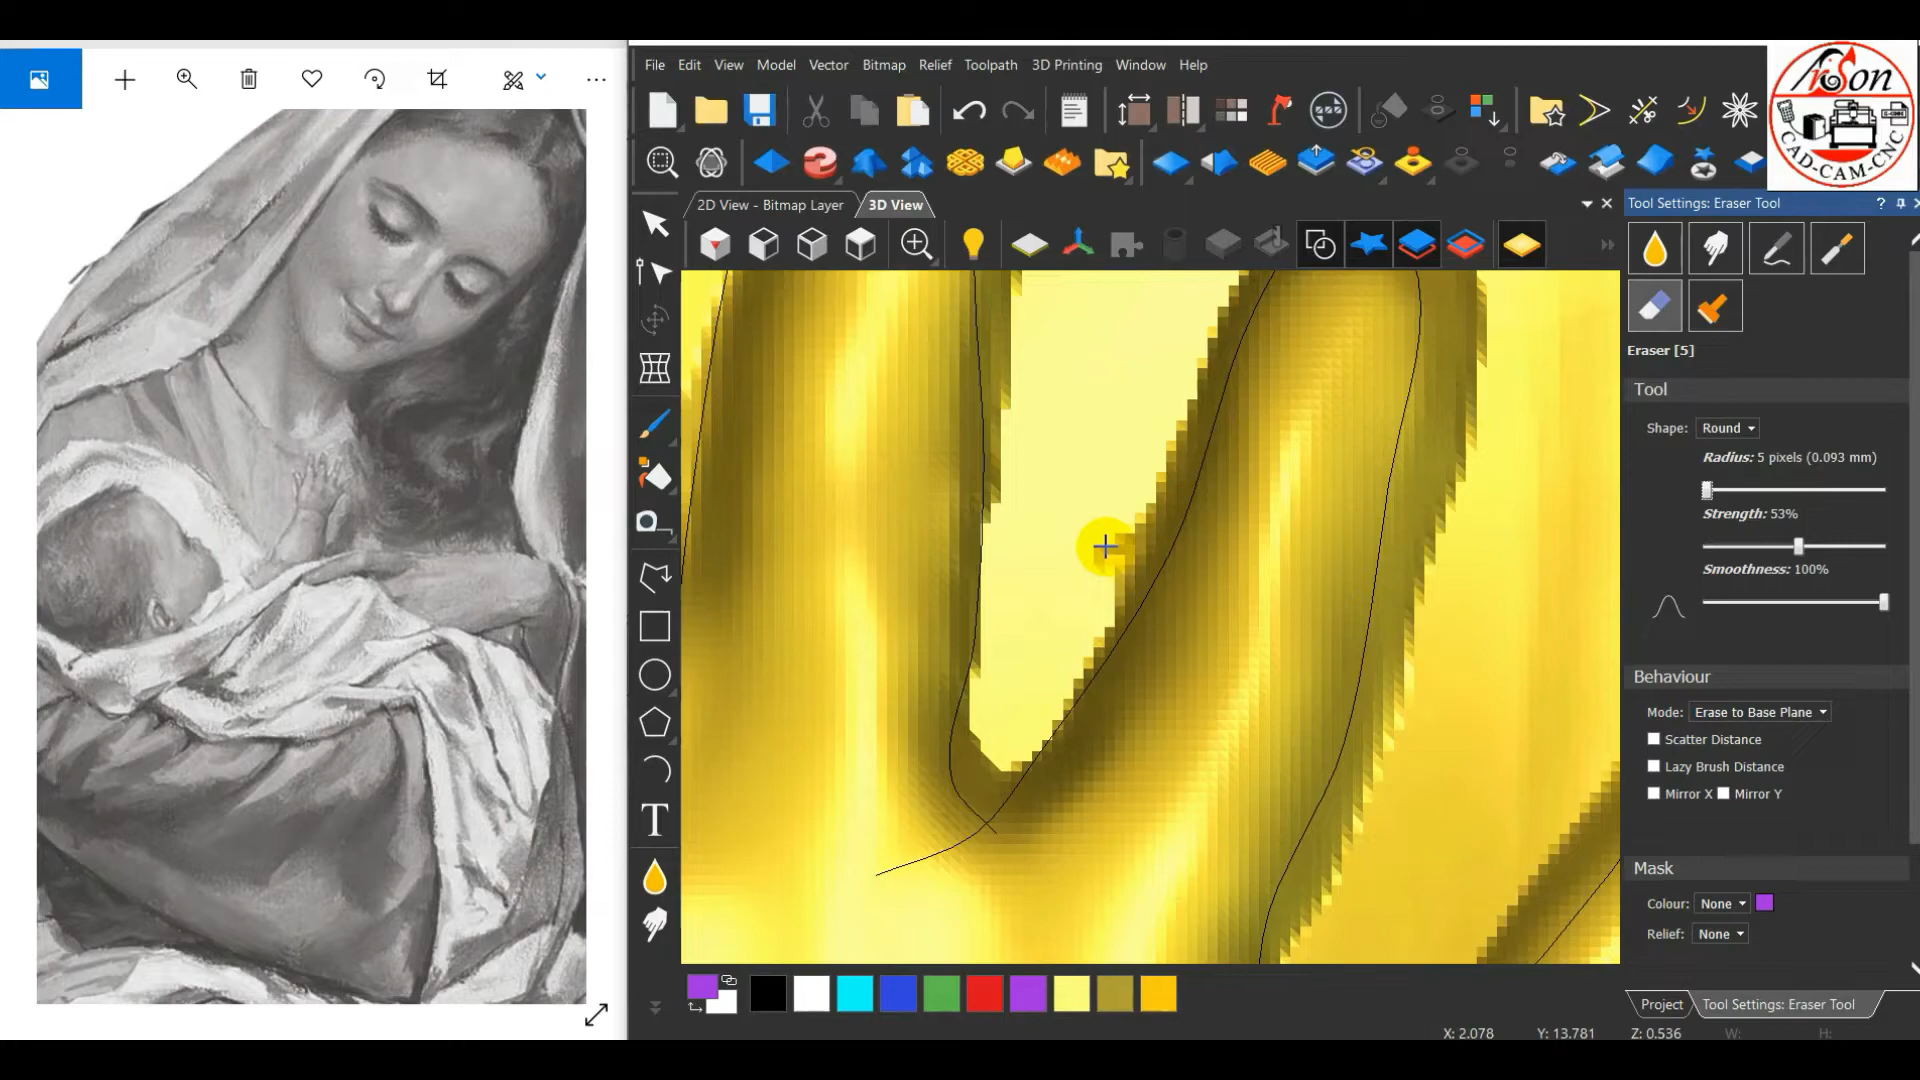 File Edit View Model Vector Bitmap Relief Toolpath 3D Printing Window Help
ArSon
CAD-CAM-CNC
2D View - Bitmap Layer
3D View
Tool Settings: Eraser Tool
?
Eraser [5]
Tool
Shape: Round
Radius: 5 pixels (0.093 mm)
Strength: 53%
Smoothness: 100%
Behaviour
Mode: Erase to Base Plane
Scatter Distance
Lazy Brush Distance
Mirror X Mirror Y
Mask
Colour: None
Relief: None
T
Project
Tool Settings: Eraser Tool
X: 2.078 Y: 13.781 Z: 0.536 W: H: